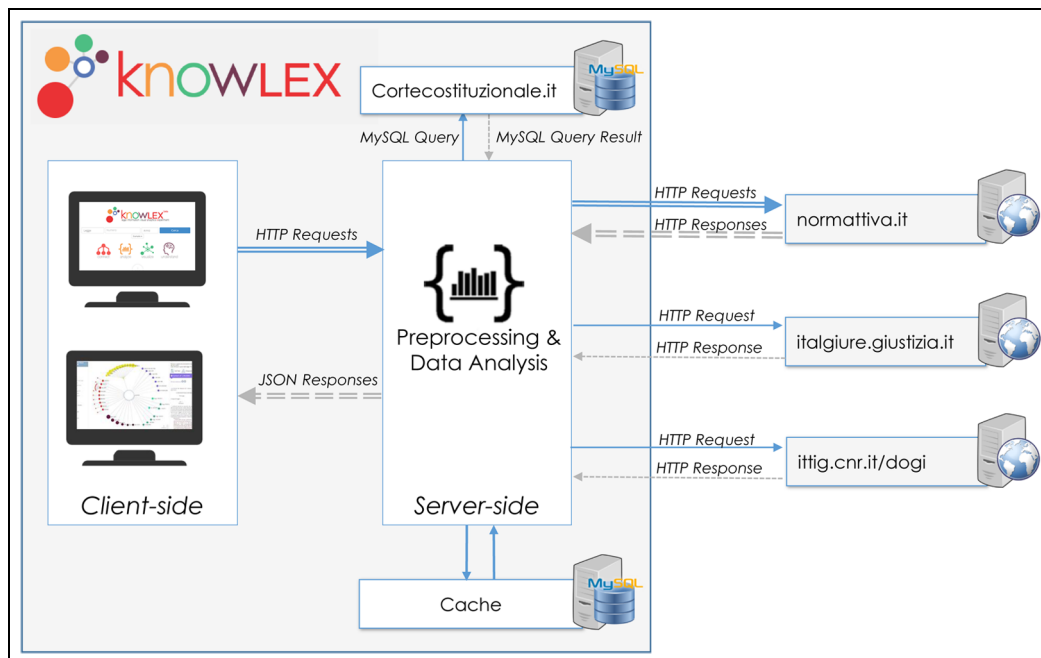 knowlex
MySQL
Cortecostituzionale.it
MySQL Query
MySQL Query Result
HTTP Requests
normattiva.it
HTTP Responses
knowlex
HTTP Requests
Preprocessing &
Data Analysis
HTTP Request
italgiure.giustizia.it
HTTP Response
JSON Responses
HTTP Request
ittig.cnr.it/dogi
HTTP Response
Client-side
Server-side
MySQL
Cache